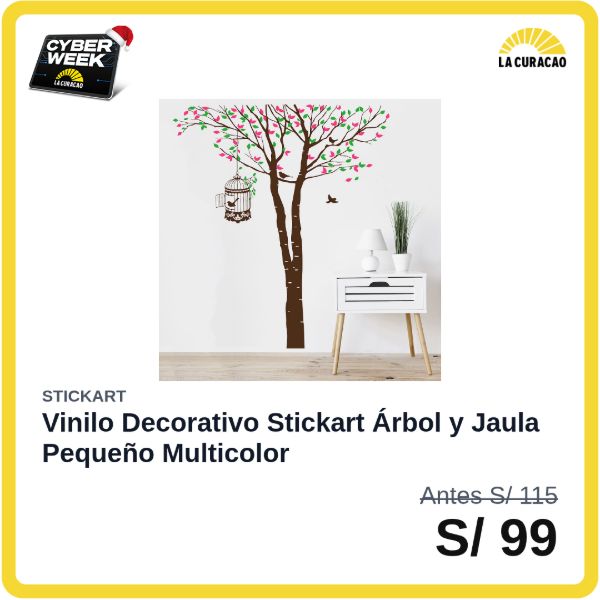 CYBER
WEEK
LA CURACAO
LA CURACAO
STICKART
Vinilo Decorativo Stickart Árbol y Jaula
Pequeño Multicolor
Antes S/ 115
S/ 99